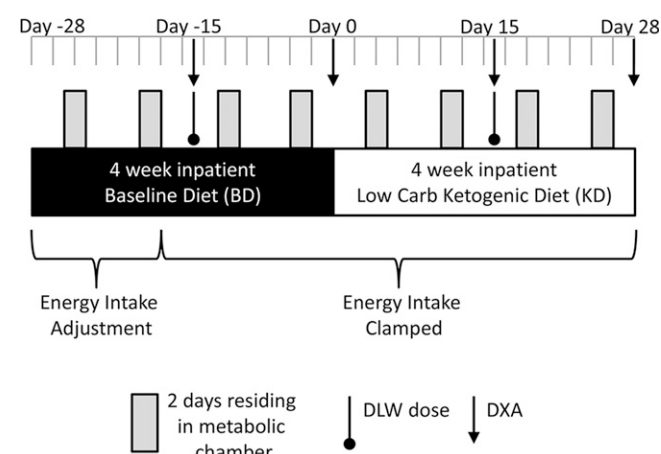 Day -28 Day -15 Day 0 Day 15 Day 28
4 week inpatient
Baseline Diet (BD)
4 week inpatient
Low Carb Ketogenic Diet (KD)
Energy Intake
Adjustment
Energy Intake
Clamped
2 days residing
in metabolic
chamber
DLW dose
DXA